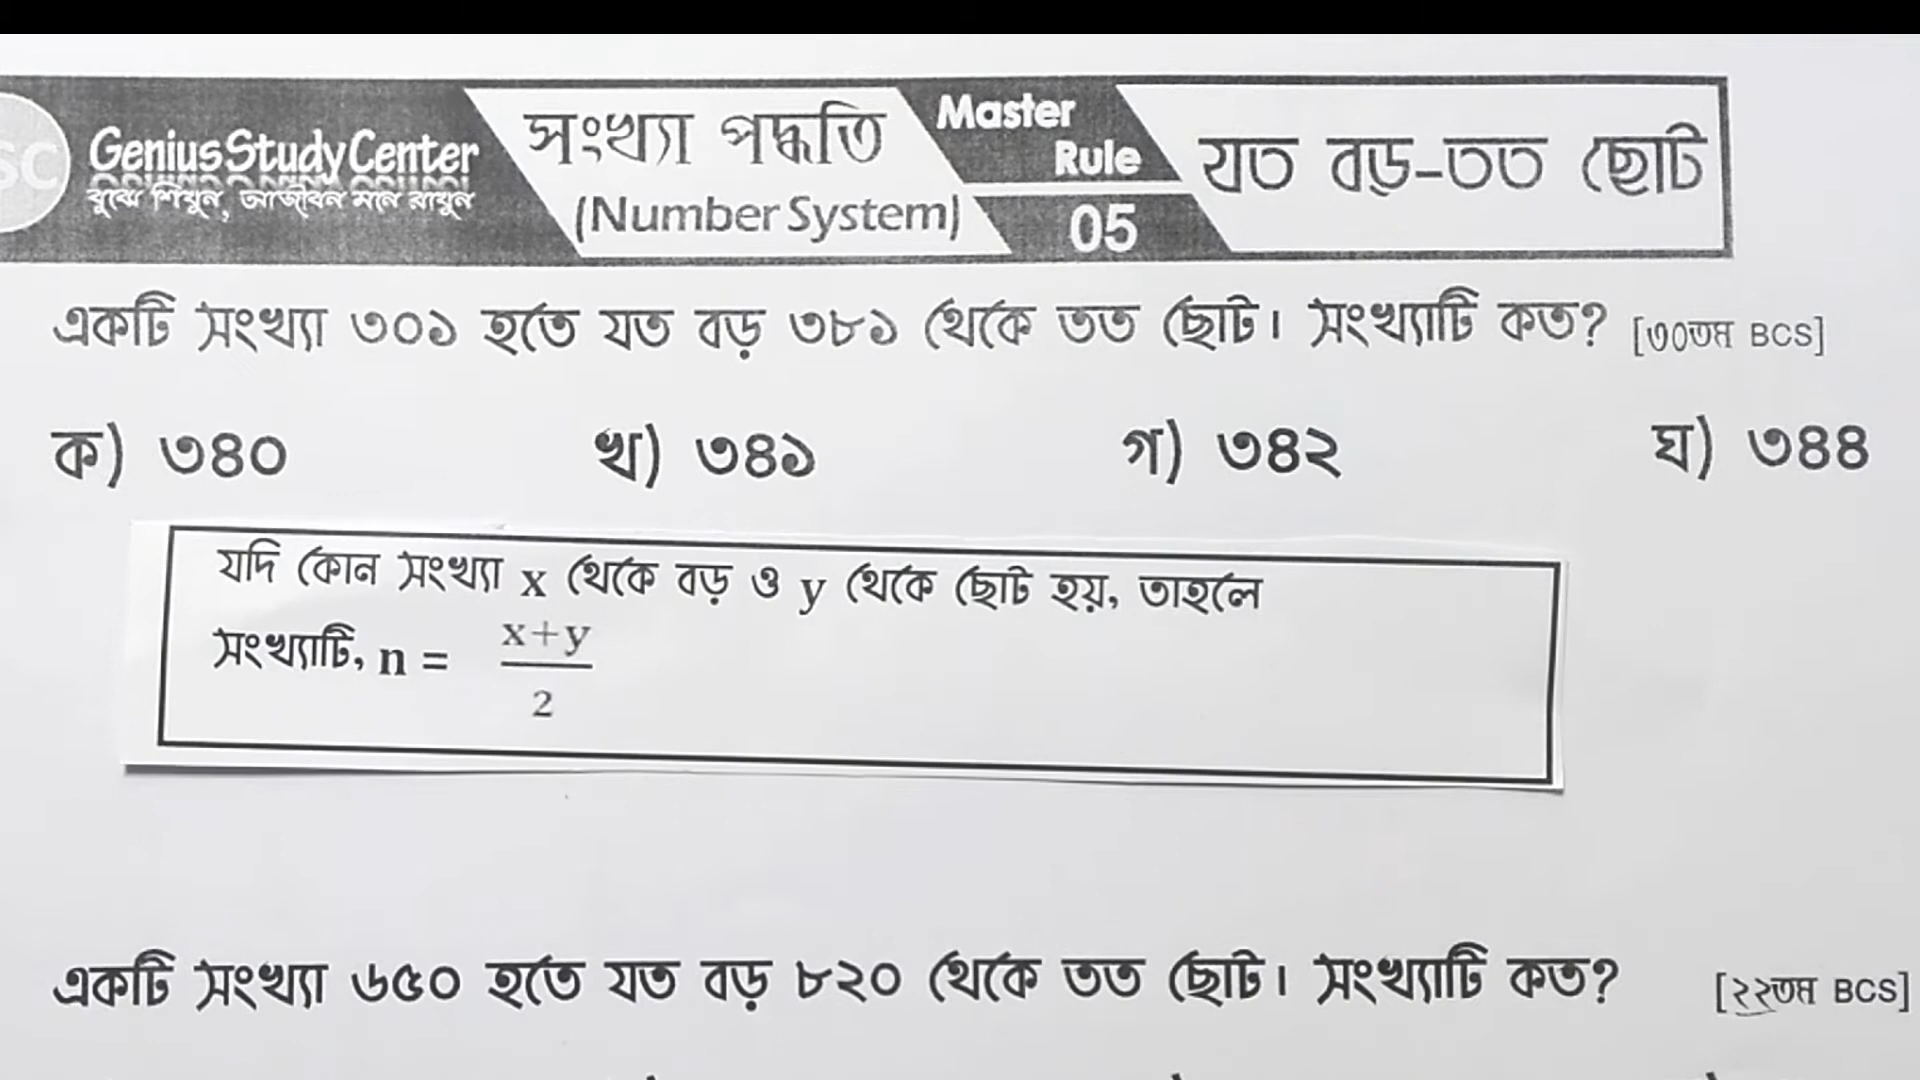 SC
Genius Study Center
বুঝে শিখুন, আজীবন মনে রাখুন
সংখ্যা পদ্ধতি
(Number System)
Master
Rule
05
যত বড়-তত ছোট
একটি সংখ্যা ৩০১ হতে যত বড় ৩৮১ থেকে তত ছোট। সংখ্যাটি কত? [৩০তম BCS]
ক) ৩৪০ খ) ৩৪১ গ) ৩৪২ ঘ) ৩৪৪
যদি কোন সংখ্যা x থেকে বড় ও y থেকে ছোট হয়, তাহলে
সংখ্যাটি, n = x+y
2
একটি সংখ্যা ৬৫০ হতে যত বড় ৮২০ থেকে তত ছোট। সংখ্যাটি কত? [২২তম BCS]